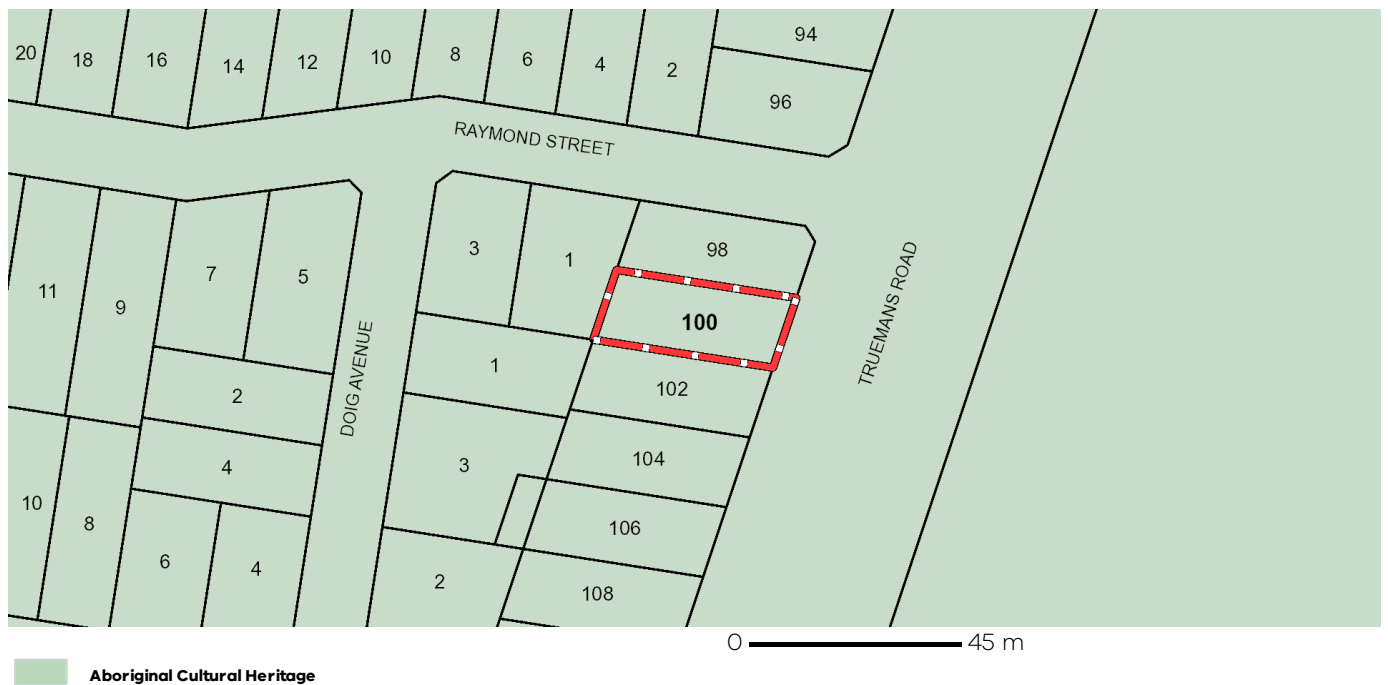 94
20 18 16 14 12 10 8 6 4 2
96
RAYMOND STREET
3 1 98
7 5
11 9
100
TRUEMANS ROAD
DOIG AVENUE
1
102
2
4
3
104
10
8
106
6 4
2
108
0 45 m
Aboriginal Cultural Heritage